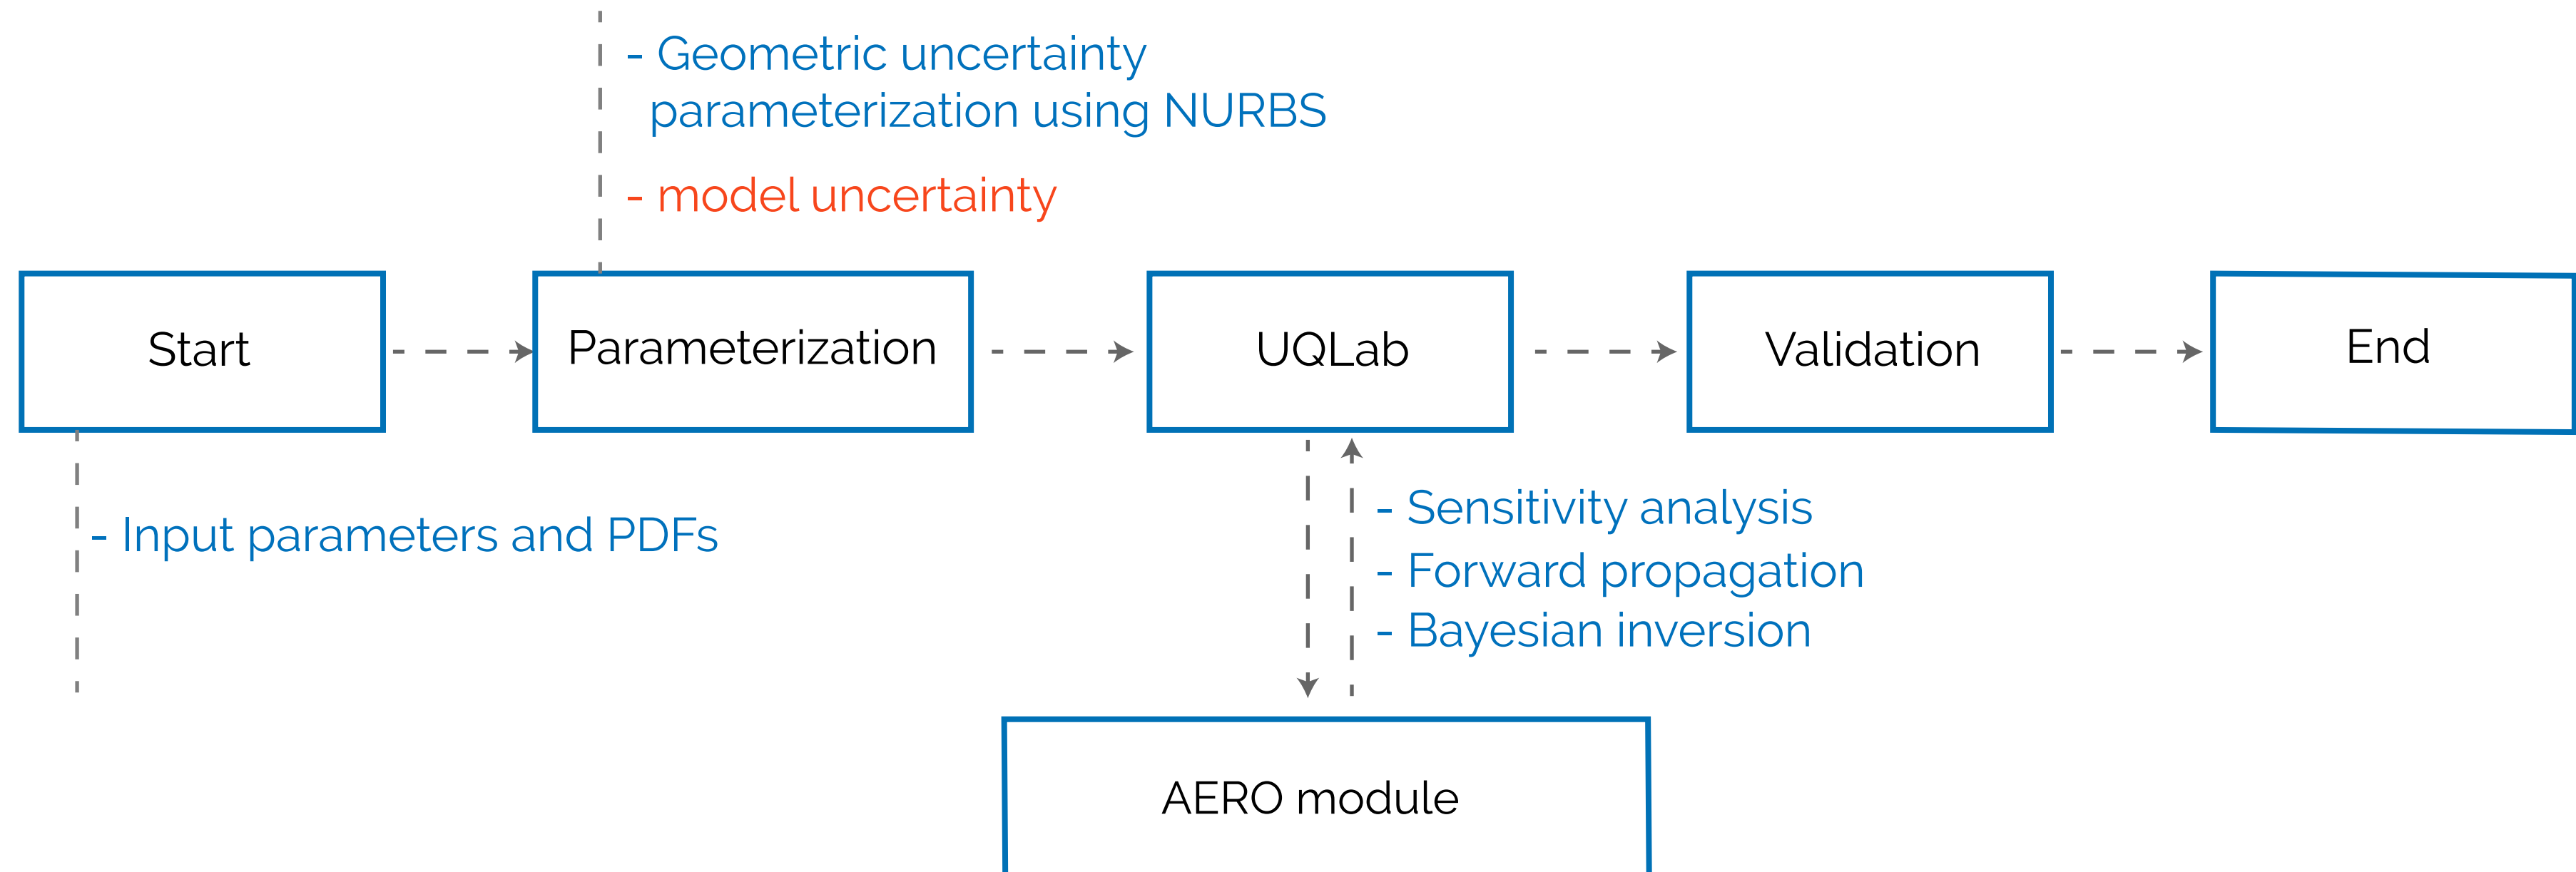 - Geometric uncertainty
parameterization using NURBS
- model uncertainty
Start
Parameterization
UQLab
Validation
End
- Input parameters and PDFs
- Sensitivity analysis
- Forward propagation
- Bayesian inversion
AERO module